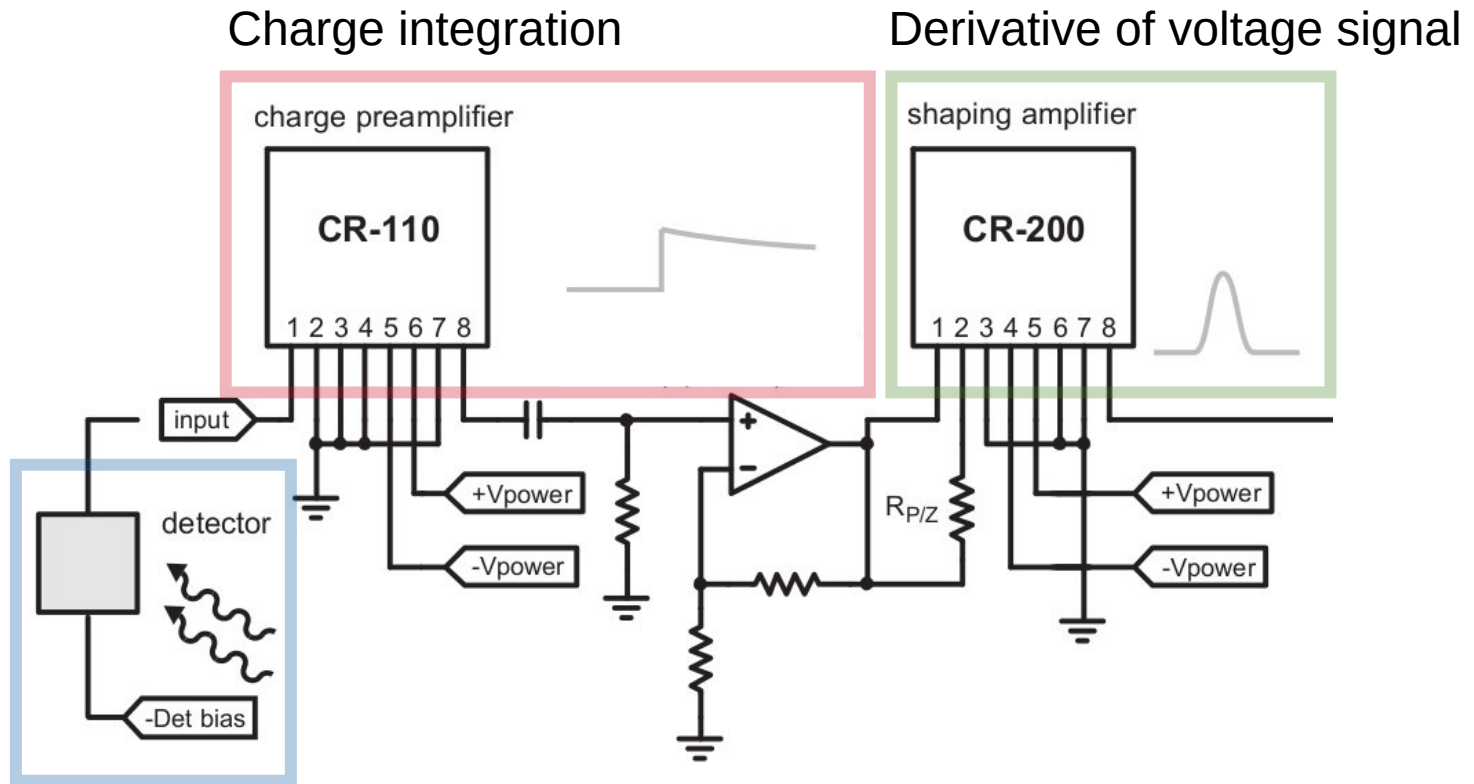 Charge integration
Derivative of voltage signal
charge preamplifier
shaping amplifier
CR-110
CR-200
1 2 3 4 5 6 7 8
1 2 3 4 5 6 7 8
input
+
−
+Vpower
-Vpower
RP/Z
+Vpower
-Vpower
detector
-Det bias